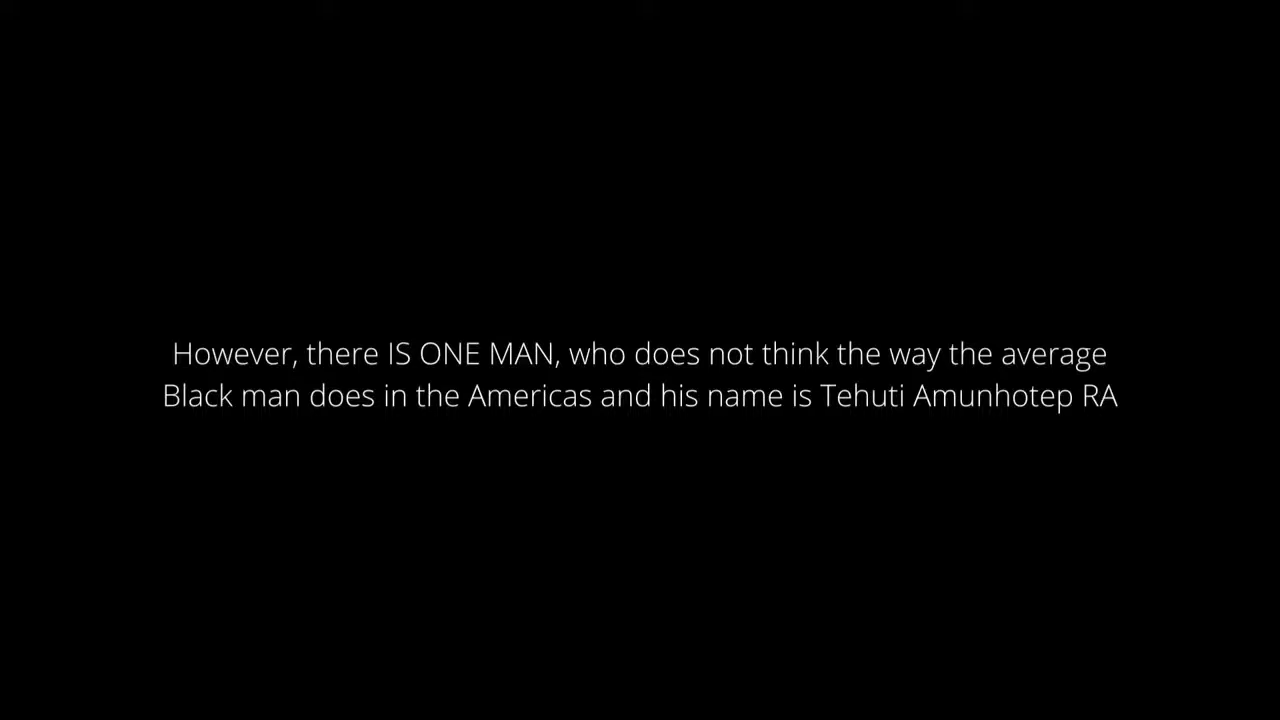 However, there IS ONE MAN, who does not think the way the average
Black man does in the Americas and his name is Tehuti Amunhotep RA